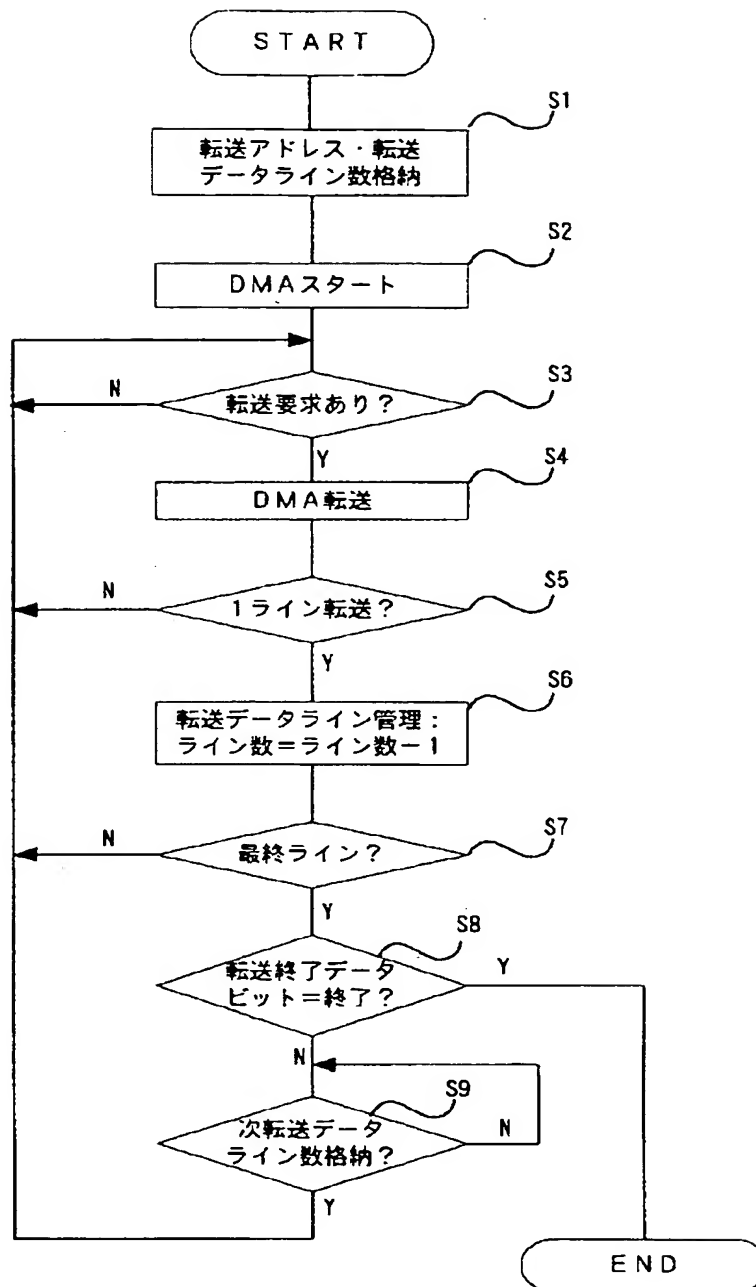 START
S1
転送アドレス・転送
データライン数格納
S2
DMAスタート
S3
N
転送要求あり?
Y
S4
DMA転送
S5
N
1ライン転送?
Y
S6
転送データライン管理:
ライン数=ライン数-1
S7
N
最終ライン?
Y
S8
転送終了データ
ビット=終了?
Y
N
S9
次転送データ
ライン数格納?
N
Y
END